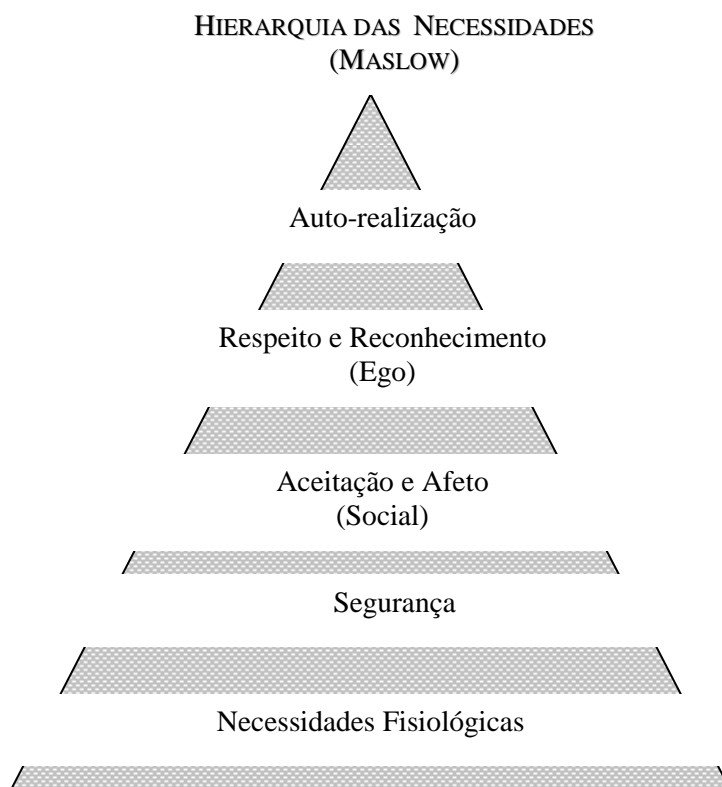 HIERARQUIA DAS NECESSIDADES
(MASLOW)
Auto-realização
Respeito e Reconhecimento
(Ego)
Aceitação e Afeto
(Social)
Segurança
Necessidades Fisiológicas